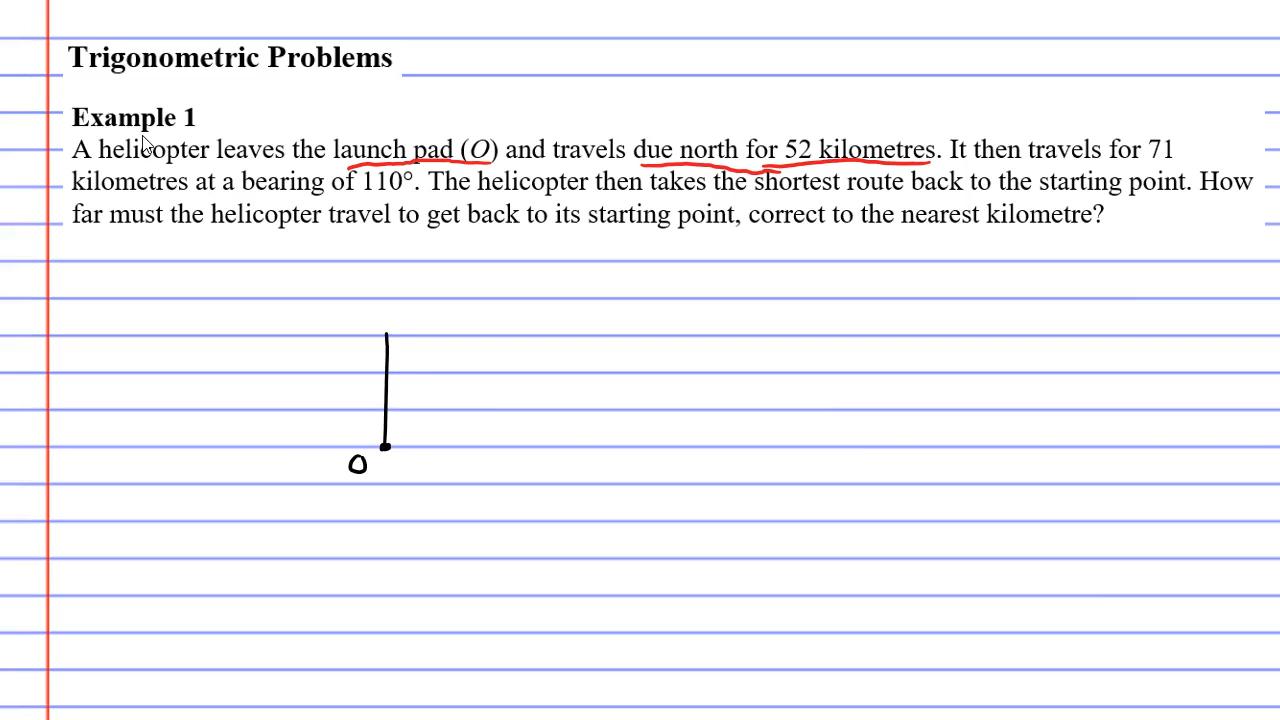 Trigonometric Problems
Example 1
A helicopter leaves the launch pad (O) and travels due north for 52 kilometres. It then travels for 71
kilometres at a bearing of 110°. The helicopter then takes the shortest route back to the starting point. How
far must the helicopter travel to get back to its starting point, correct to the nearest kilometre?
O